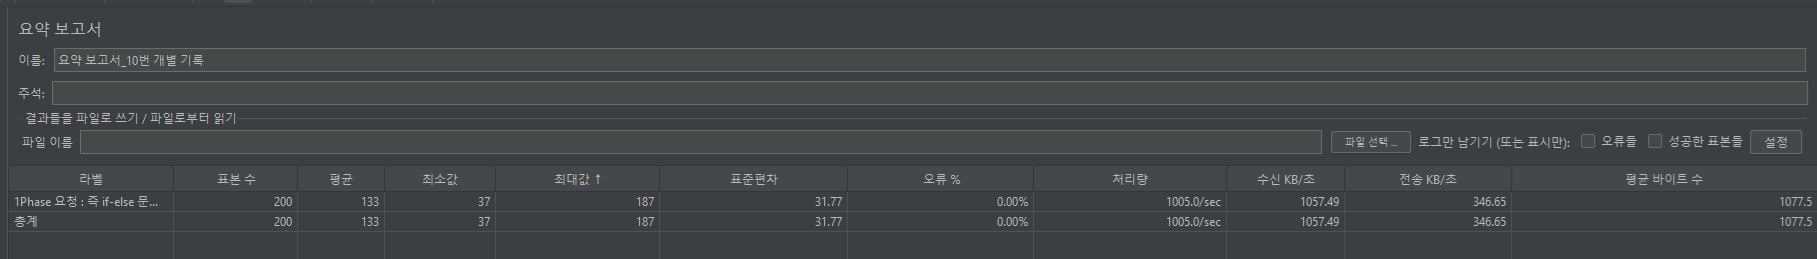 요약 보고서
이름: 요약 보고서_10번 개별 기록
주석:
결과들을 파일로 쓰기 / 파일로부터 읽기
파일 이름 파일 선택 ... 로그만 남기기 (또는 표시만): 오류들 성공한 표본들 설정
라벨 표본 수 평균 최소값 최대값 ↑ 표준편차 오류 % 처리량 수신 KB/초 전송 KB/초 평균 바이트 수
1Phase 요청 : 즉 if-else 문... 200 133 37 187 31.77 0.00% 1005.0/sec 1057.49 346.65 1077.5
총계 200 133 37 187 31.77 0.00% 1005.0/sec 1057.49 346.65 1077.5